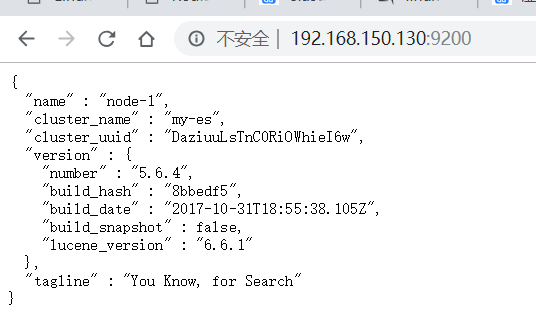 不安全 | 192.168.150.130:9200
{
"name" : "node-1",
"cluster_name" : "my-es",
"cluster_uuid" : "DaziuuLsTnC0RiOWhieI6w",
"version" : {
"number" : "5.6.4",
"build_hash" : "8bbedf5",
"build_date" : "2017-10-31T18:55:38.105Z",
"build_snapshot" : false,
"lucene_version" : "6.6.1"
},
"tagline" : "You Know, for Search"
}